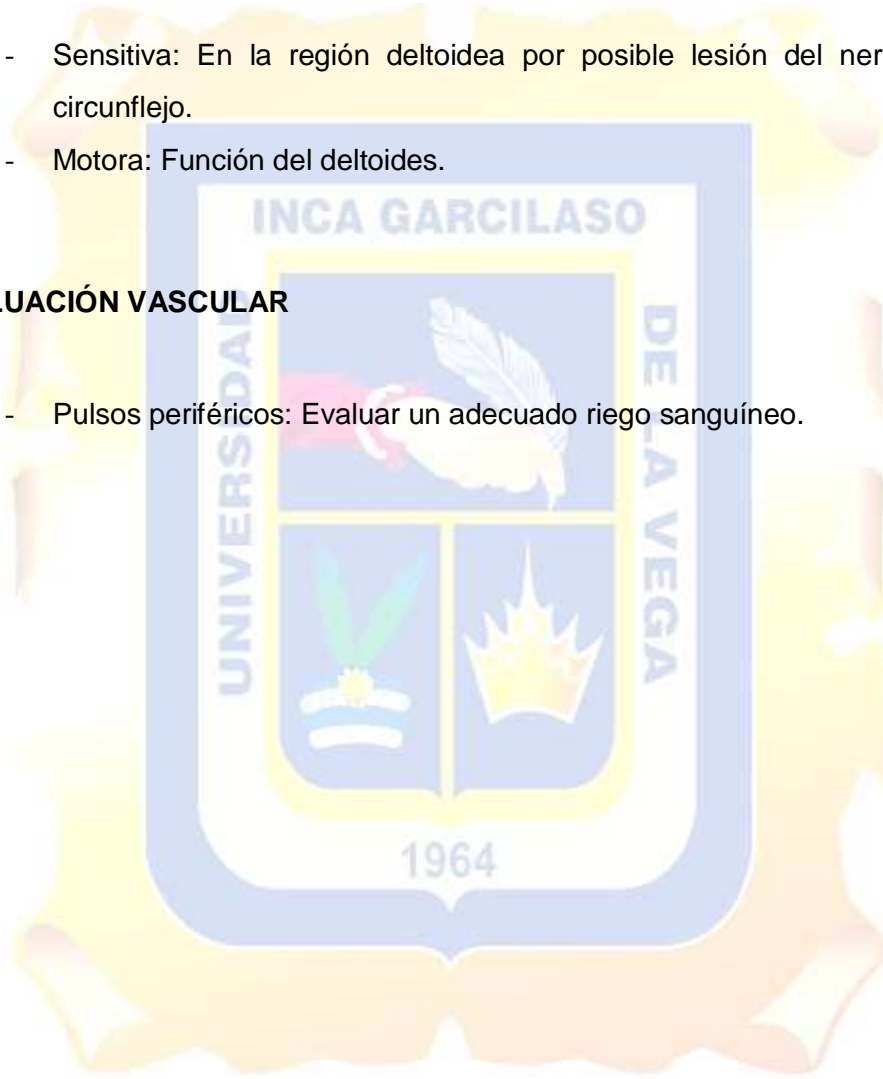 - Sensitiva: En la región deltoidea por posible lesión del ner
circunflejo.
- Motora: Función del deltoides.
INCA GARCILASO
LUACIÓN VASCULAR
UNIVERSIDAD
DE LA VEGA
- Pulsos periféricos: Evaluar un adecuado riego sanguíneo.
1964